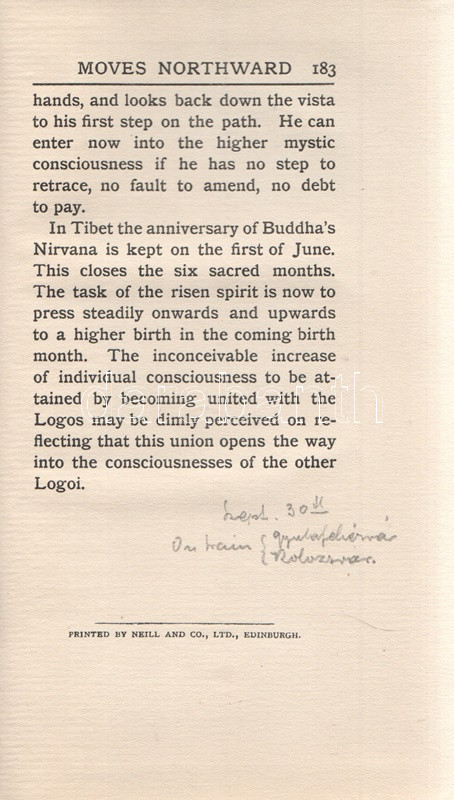 MOVES NORTHWARD 183
hands, and looks back down the vista
to his first step on the path. He can
enter now into the higher mystic
consciousness if he has no step to
retrace, no fault to amend, no debt
to pay.
In Tibet the anniversary of Buddha's
Nirvana is kept on the first of June.
This closes the six sacred months.
The task of the risen spirit is now to
press steadily onwards and upwards
to a higher birth in the coming birth
month. The inconceivable increase
of individual consciousness to be at-
tained by becoming united with the
Logos may be dimly perceived on re-
flecting that this union opens the way
into the consciousnesses of the other
Logoi.
Sept. 30th
On train { Gyulafehérvár
{ Kolozsvár.
PRINTED BY NEILL AND CO., LTD., EDINBURGH.